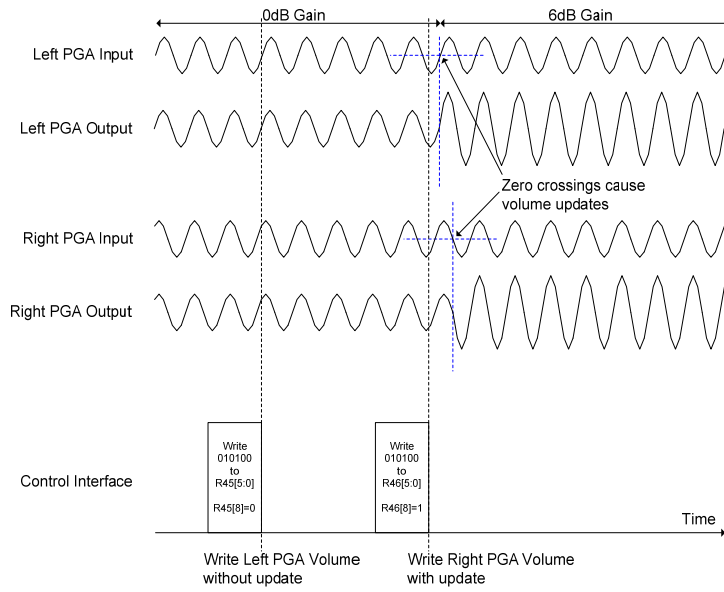 0dB Gain
6dB Gain
Left PGA Input
Left PGA Output
Zero crossings cause
volume updates
Right PGA Input
Right PGA Output
Control Interface
Write
010100
to
R45[5:0]
R45[8]=0
Write
010100
to
R46[5:0]
R46[8]=1
Time
Write Left PGA Volume
without update
Write Right PGA Volume
with update